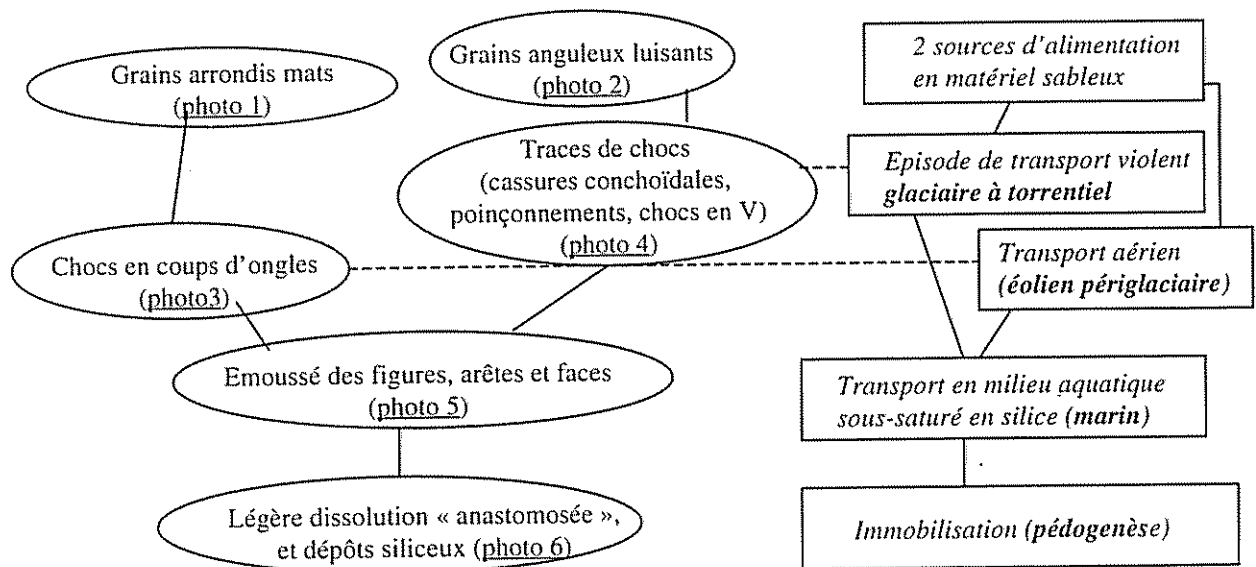 Grains arrondis mats
(photo 1)
Grains anguleux luisants
(photo 2)
2 sources d'alimentation
en matériel sableux
Traces de chocs
(cassures conchoïdales,
poinçonnements, chocs en V)
(photo 4)
Episode de transport violent
glaciaire à torrentiel
Chocs en coups d'ongles
(photo3)
Transport aérien
(éolien périglaciaire)
Emoussé des figures, arêtes et faces
(photo 5)
Transport en milieu aquatique
sous-saturé en silice (marin)
Légère dissolution « anastomosée »,
et dépôts siliceux (photo 6)
Immobilisation (pédogenèse)